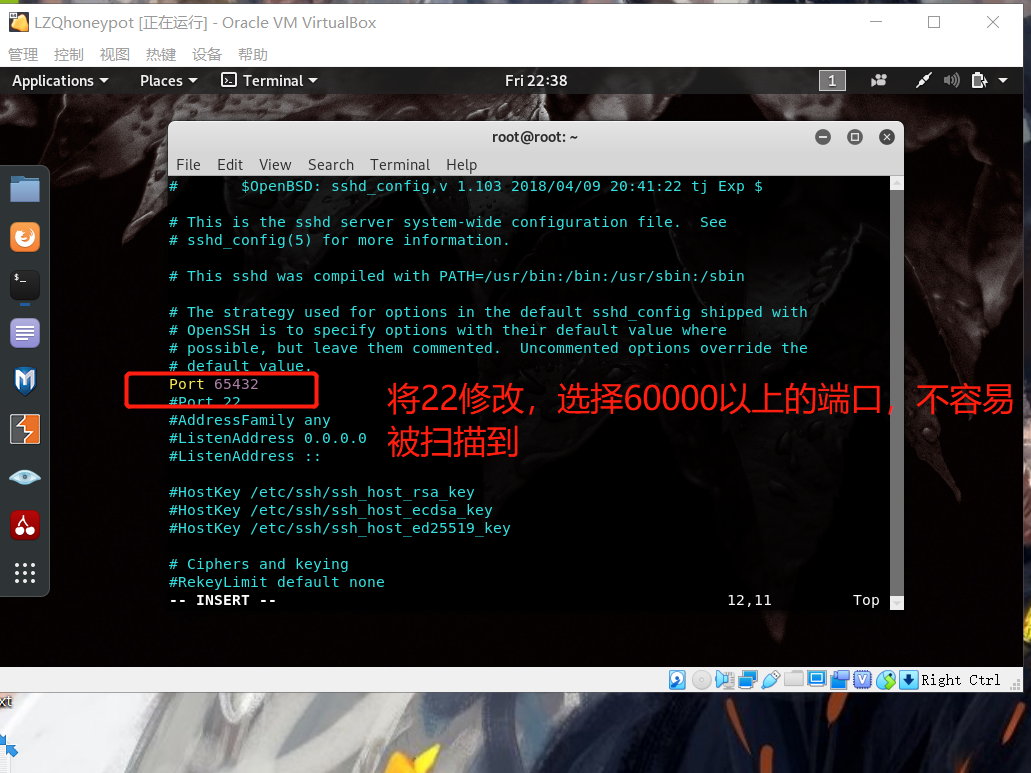 LZQhoneypot [正在运行] - Oracle VM VirtualBox
管理 控制 视图 热键 设备 帮助
Applications Places Terminal Fri 22:38 1
root@root: ~
File Edit View Search Terminal Help
# $OpenBSD: sshd_config,v 1.103 2018/04/09 20:41:22 tj Exp $
# This is the sshd server system-wide configuration file. See
# sshd_config(5) for more information.
# This sshd was compiled with PATH=/usr/bin:/bin:/usr/sbin:/sbin
# The strategy used for options in the default sshd_config shipped with
# OpenSSH is to specify options with their default value where
# possible, but leave them commented. Uncommented options override the
# default value.
Port 65432
#Port 22
#AddressFamily any
#ListenAddress 0.0.0.0
#ListenAddress ::
将22修改，选择60000以上的端口，不容易
被扫描到
#HostKey /etc/ssh/ssh_host_rsa_key
#HostKey /etc/ssh/ssh_host_ecdsa_key
#HostKey /etc/ssh/ssh_host_ed25519_key
# Ciphers and keying
#RekeyLimit default none
-- INSERT -- 12,11 Top
Right Ctrl
xt